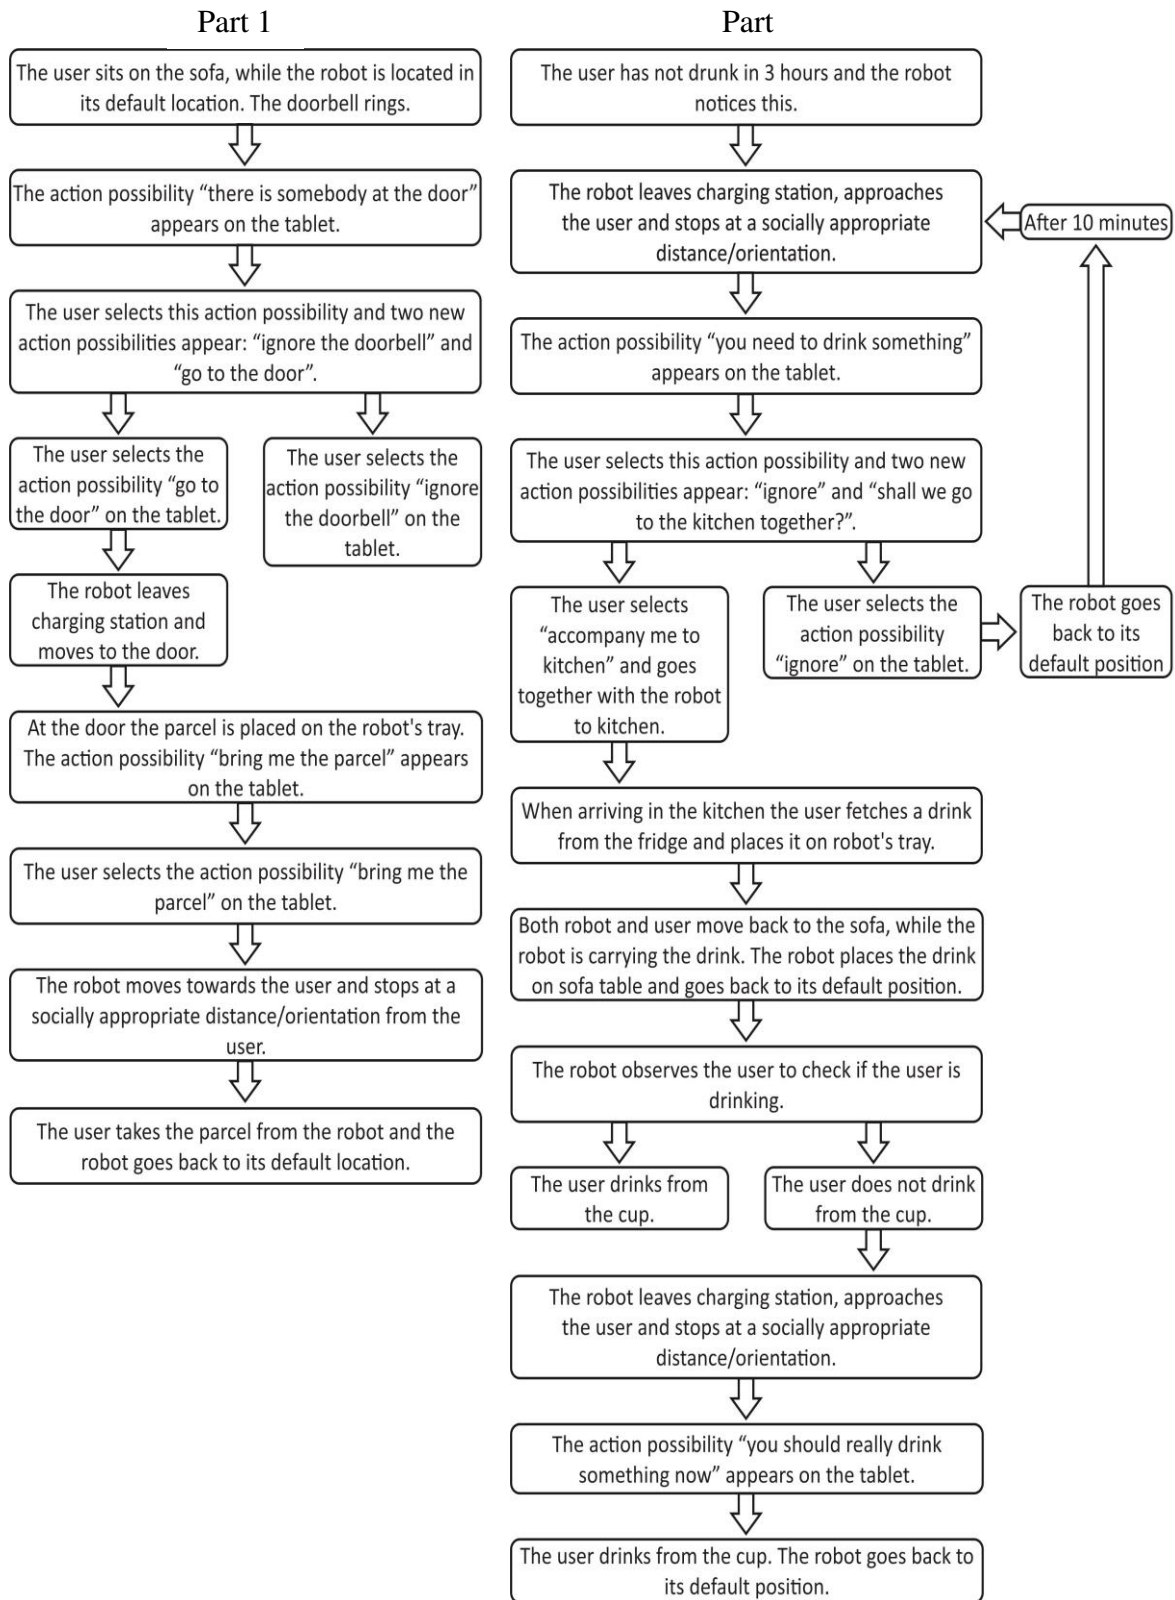 Part 1
The user sits on the sofa, while the robot is located in
its default location. The doorbell rings.
The action possibility “there is somebody at the door”
appears on the tablet.
The user selects this action possibility and two new
action possibilities appear: “ignore the doorbell” and
“go to the door”.
The user selects the
action possibility “go to
the door” on the tablet.
The user selects the
action possibility “ignore
the doorbell” on the
tablet.
The robot leaves
charging station and
moves to the door.
At the door the parcel is placed on the robot's tray.
The action possibility “bring me the parcel” appears
on the tablet.
The user selects the action possibility “bring me the
parcel” on the tablet.
The robot moves towards the user and stops at a
socially appropriate distance/orientation from the
user.
The user takes the parcel from the robot and the
robot goes back to its default location.
Part
The user has not drunk in 3 hours and the robot
notices this.
The robot leaves charging station, approaches
the user and stops at a socially appropriate
distance/orientation.
After 10 minutes
The action possibility “you need to drink something”
appears on the tablet.
The user selects this action possibility and two new
action possibilities appear: “ignore” and “shall we go
to the kitchen together?”.
The user selects
“accompany me to
kitchen” and goes
together with the robot
to kitchen.
The user selects the
action possibility
“ignore” on the tablet.
The robot goes
back to its
default position
When arriving in the kitchen the user fetches a drink
from the fridge and places it on robot's tray.
Both robot and user move back to the sofa, while the
robot is carrying the drink. The robot places the drink
on sofa table and goes back to its default position.
The robot observes the user to check if the user is
drinking.
The user drinks from
the cup.
The user does not drink
from the cup.
The robot leaves charging station, approaches
the user and stops at a socially appropriate
distance/orientation.
The action possibility “you should really drink
something now” appears on the tablet.
The user drinks from the cup. The robot goes back to
its default position.